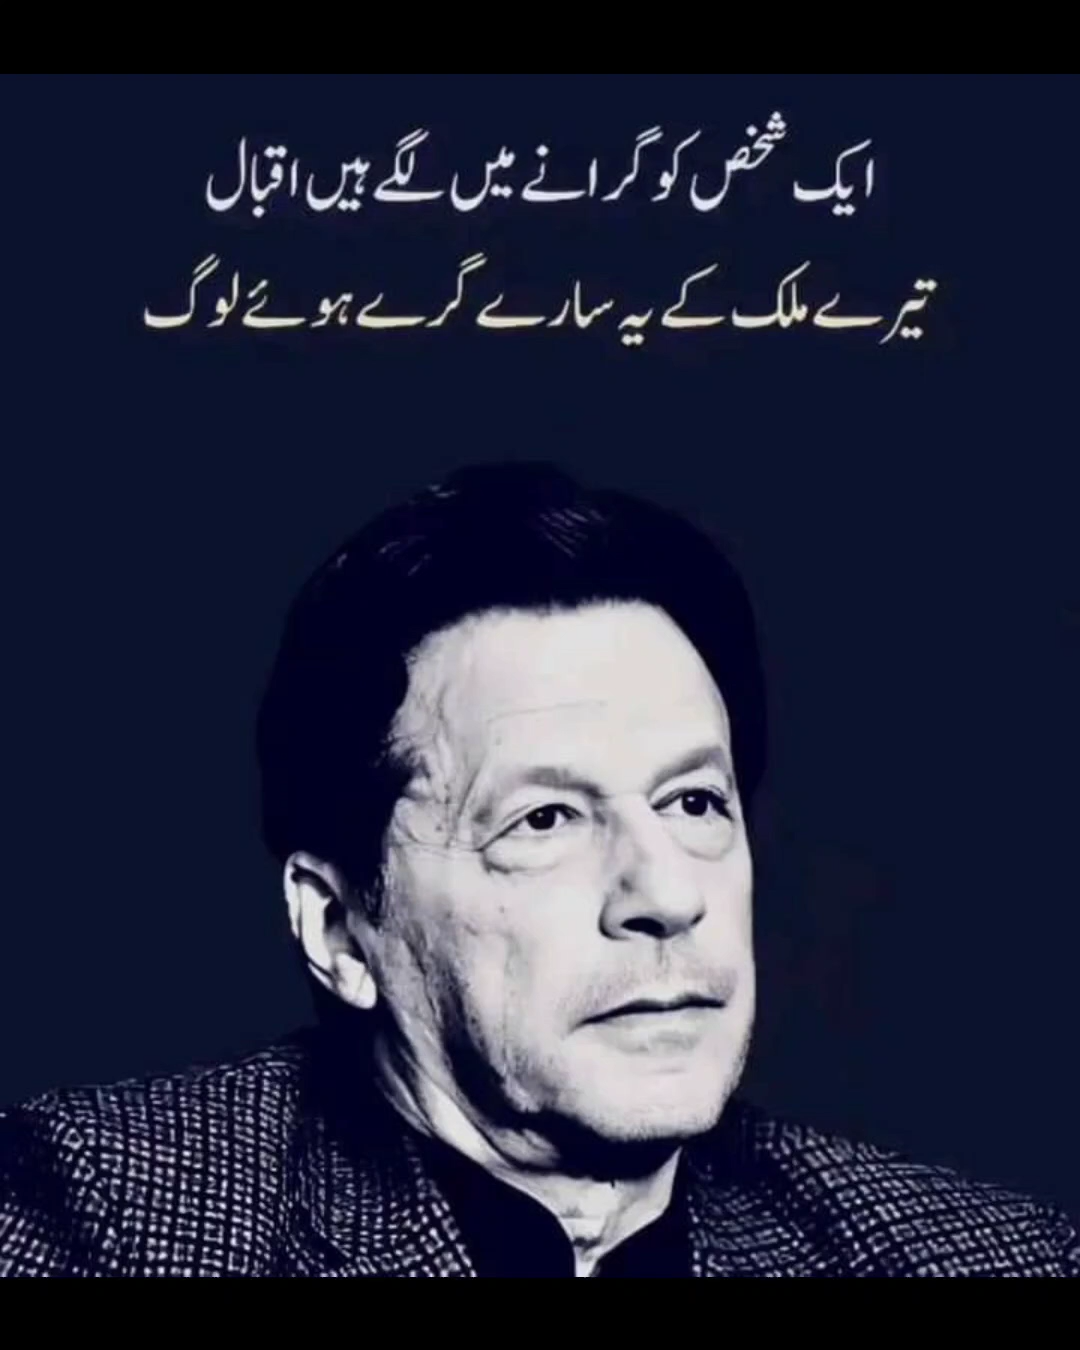 ایک شخص کو گرانے میں لگے ہیں اقبال
تیرے ملک کے یہ سارے گرے ہوئے لوگ